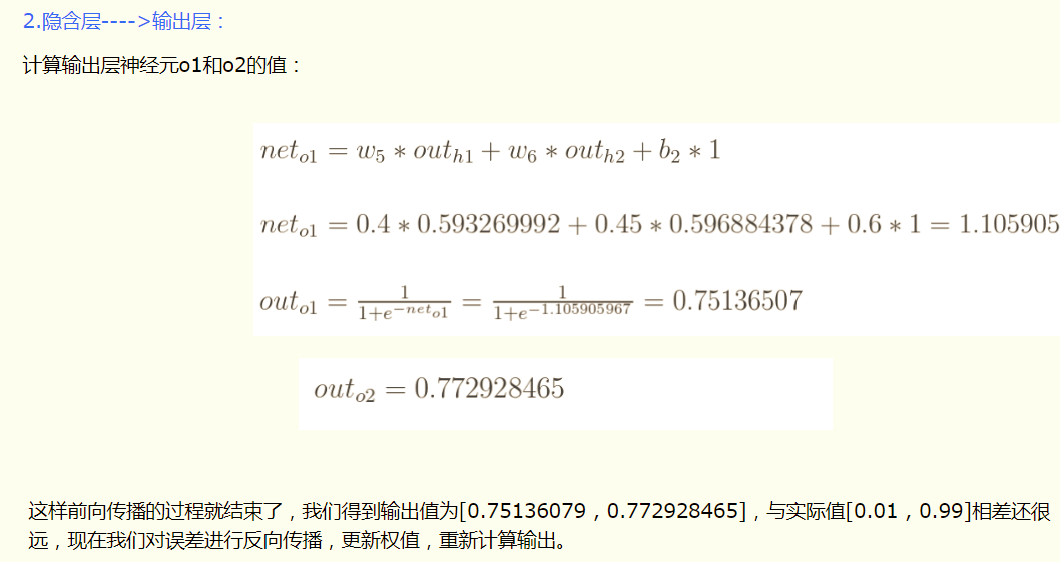 2.隐含层---->输出层：
计算输出层神经元o1和o2的值：
net_{o1} = w_5 * out_{h1} + w_6 * out_{h2} + b_2 * 1
net_{o1} = 0.4 * 0.593269992 + 0.45 * 0.596884378 + 0.6 * 1 = 1.105905
out_{o1} = \frac{1}{1+e^{-net_{o1}}} = \frac{1}{1+e^{-1.105905967}} = 0.75136507
out_{o2} = 0.772928465
这样前向传播的过程就结束了，我们得到输出值为[0.75136079 , 0.772928465]，与实际值[0.01 , 0.99]相差还很
远，现在我们对误差进行反向传播，更新权值，重新计算输出。